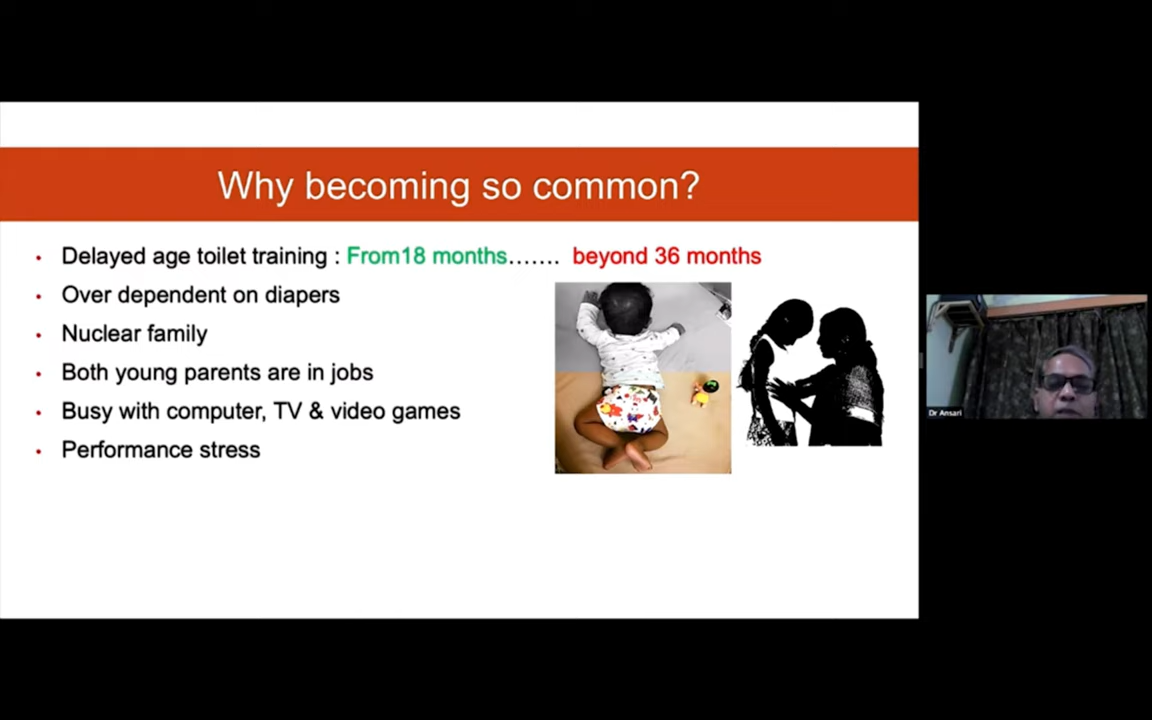 Why becoming so common?
• Delayed age toilet training : From18 months....... beyond 36 months
• Over dependent on diapers
• Nuclear family
• Both young parents are in jobs
• Busy with computer, TV & video games
• Performance stress
Dr Ansari